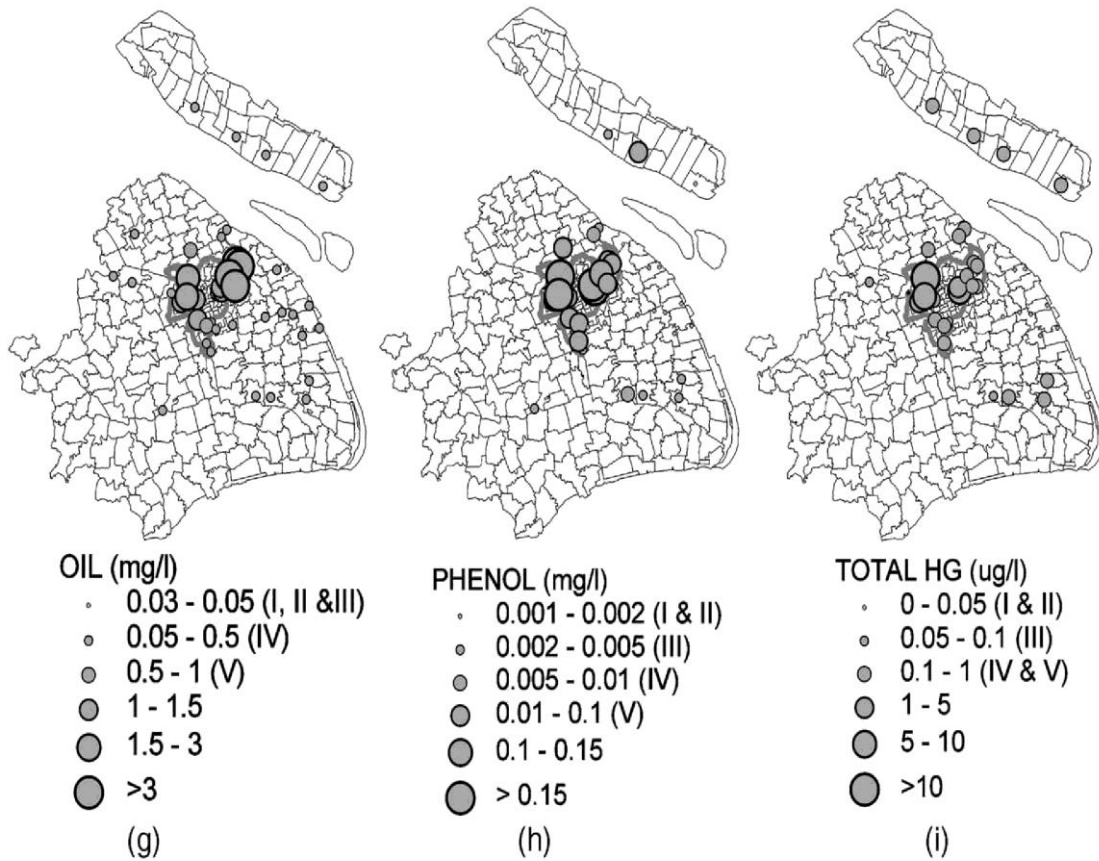 OIL (mg/l)
0.03 - 0.05 (I, II &III)
0.05 - 0.5 (IV)
0.5 - 1 (V)
1 - 1.5
1.5 - 3
>3
(g)
PHENOL (mg/l)
0.001 - 0.002 (I & II)
0.002 - 0.005 (III)
0.005 - 0.01 (IV)
0.01 - 0.1 (V)
0.1 - 0.15
> 0.15
(h)
TOTAL HG (ug/l)
0 - 0.05 (I & II)
0.05 - 0.1 (III)
0.1 - 1 (IV & V)
1 - 5
5 - 10
>10
(i)